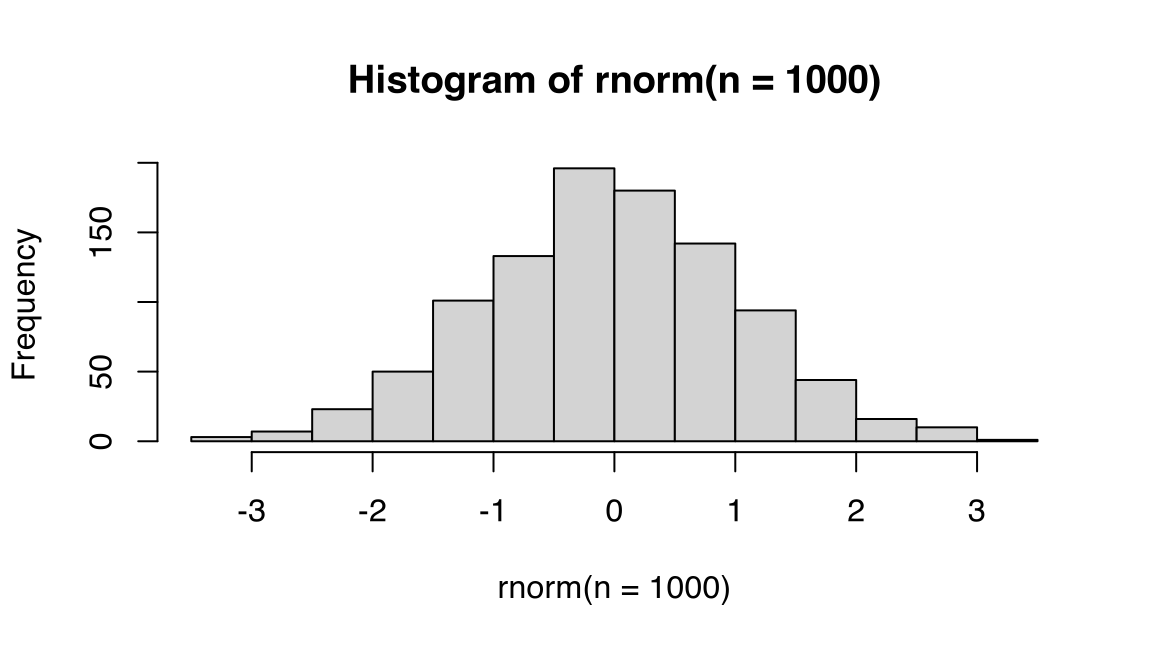 Histogram of rnorm(n = 1000)
Frequency
150
50
0
-3 -2 -1 0 1 2 3
rnorm(n = 1000)